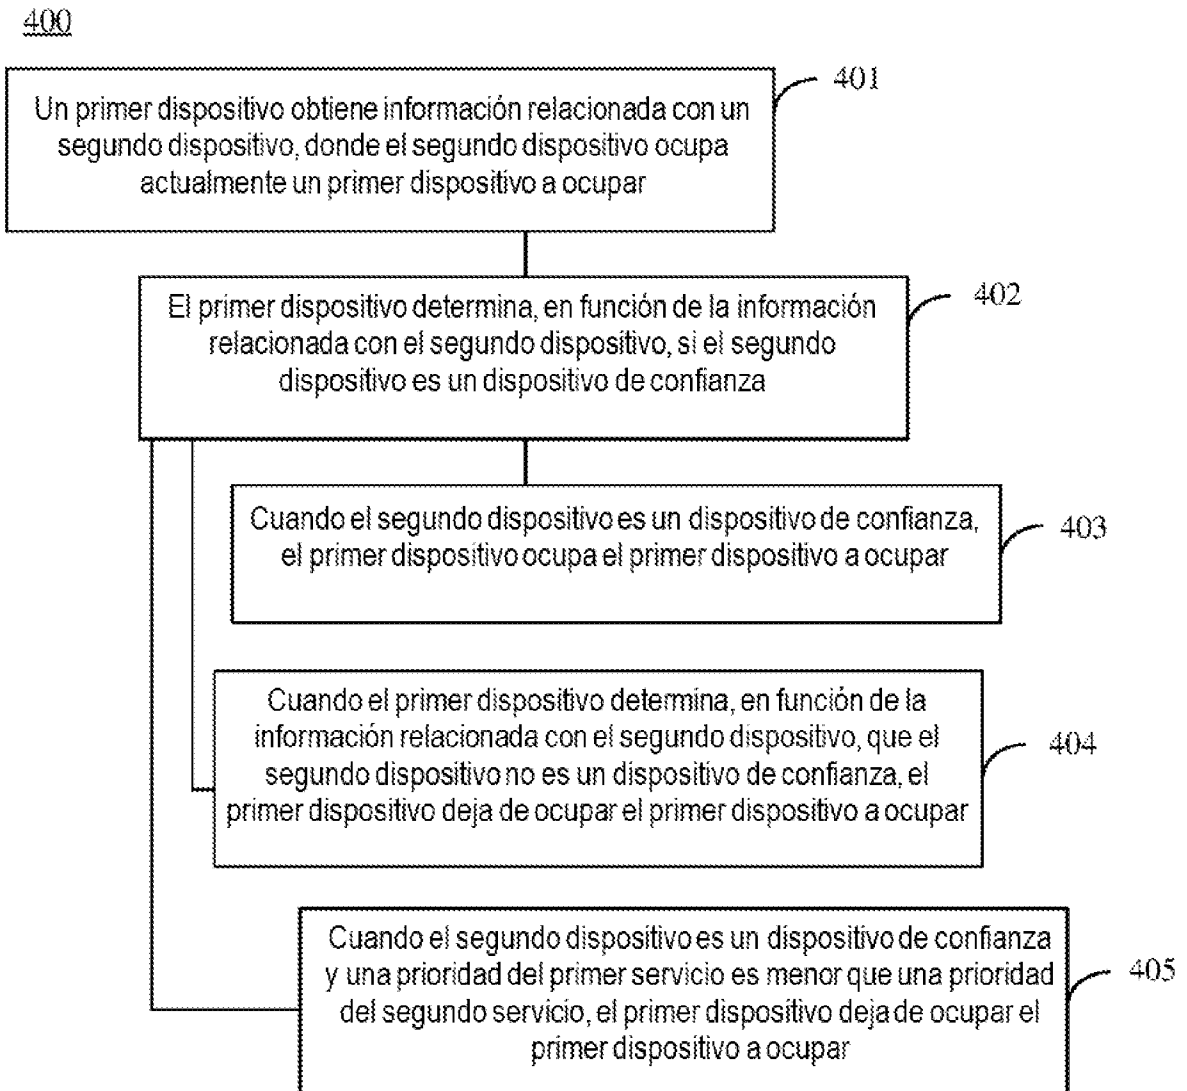 400
401
Un primer dispositivo obtiene información relacionada con un
segundo dispositivo, donde el segundo dispositivo ocupa
actualmente un primer dispositivo a ocupar
402
El primer dispositivo determina, en función de la información
relacionada con el segundo dispositivo, si el segundo
dispositivo es un dispositivo de confianza
403
Cuando el segundo dispositivo es un dispositivo de confianza,
el primer dispositivo ocupa el primer dispositivo a ocupar
404
Cuando el primer dispositivo determina, en función de la
información relacionada con el segundo dispositivo, que el
segundo dispositivo no es un dispositivo de confianza, el
primer dispositivo deja de ocupar el primer dispositivo a ocupar
405
Cuando el segundo dispositivo es un dispositivo de confianza
y una prioridad del primer servicio es menor que una prioridad
del segundo servicio, el primer dispositivo deja de ocupar el
primer dispositivo a ocupar